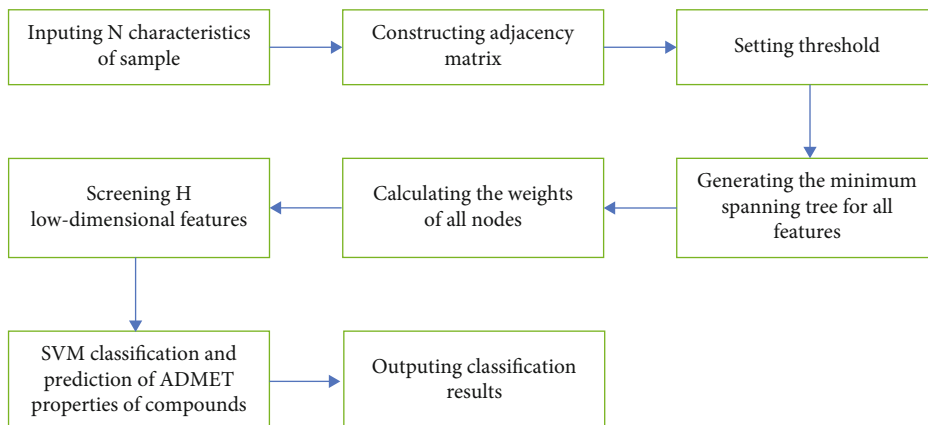 Inputing N characteristics
of sample
Constructing adjacency
matrix
Setting threshold
Generating the minimum
spanning tree for all
features
Calculating the weights
of all nodes
Screening H
low-dimensional features
SVM classification and
prediction of ADMET
properties of compounds
Outputing classification
results